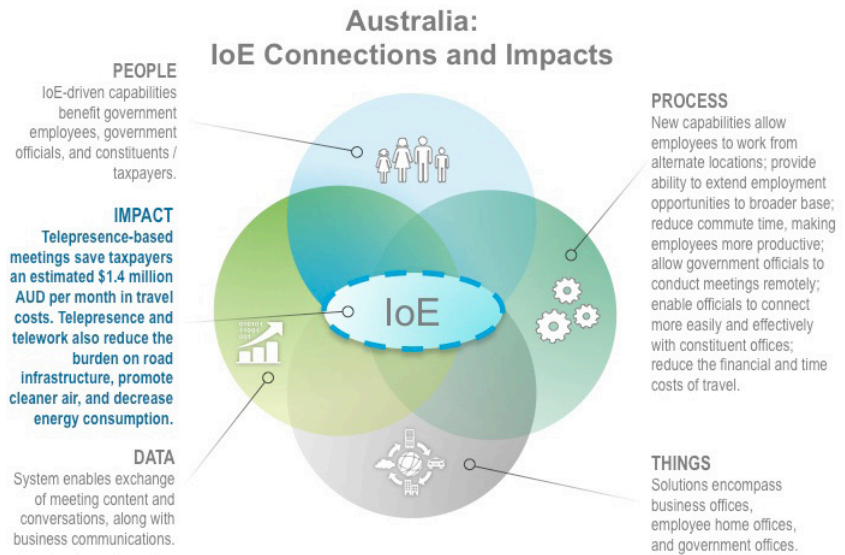 Australia:
IoE Connections and Impacts
PEOPLE
IoE-driven capabilities
benefit government
employees, government
officials, and constituents /
taxpayers.
IMPACT
Telepresence-based
meetings save taxpayers
an estimated $1.4 million
AUD per month in travel
costs. Telepresence and
telework also reduce the
burden on road
infrastructure, promote
cleaner air, and decrease
energy consumption.
DATA
System enables exchange
of meeting content and
conversations, along with
business communications.
IoE
010101
11001
001
PROCESS
New capabilities allow
employees to work from
alternate locations; provide
ability to extend employment
opportunities to broader base;
reduce commute time, making
employees more productive;
allow government officials to
conduct meetings remotely;
enable officials to connect
more easily and effectively
with constituent offices;
reduce the financial and time
costs of travel.
THINGS
Solutions encompass
business offices,
employee home offices,
and government offices.